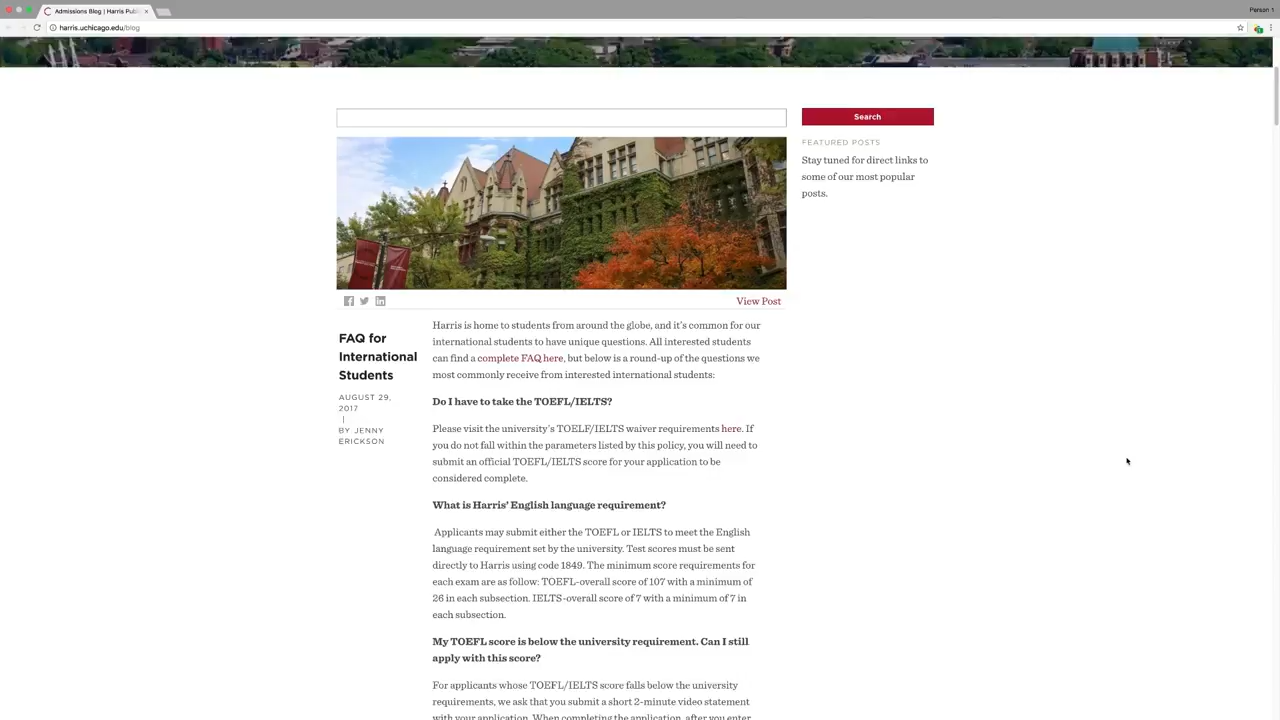 Admissions Blog | Harris Publ
Person 1
harris.uchicago.edu/blog
Search
FEATURED POSTS
Stay tuned for direct links to
some of our most popular
posts.
View Post
FAQ for
International
Students
AUGUST 29,
2017
|
BY JENNY
ERICKSON
Harris is home to students from around the globe, and it's common for our
international students to have unique questions. All interested students
can find a complete FAQ here, but below is a round-up of the questions we
most commonly receive from interested international students:
Do I have to take the TOEFL/IELTS?
Please visit the university's TOELF/IELTS waiver requirements here. If
you do not fall within the parameters listed by this policy, you will need to
submit an official TOEFL/IELTS score for your application to be
considered complete.
What is Harris' English language requirement?
Applicants may submit either the TOEFL or IELTS to meet the English
language requirement set by the university. Test scores must be sent
directly to Harris using code 1849. The minimum score requirements for
each exam are as follow: TOEFL-overall score of 107 with a minimum of
26 in each subsection. IELTS-overall score of 7 with a minimum of 7 in
each subsection.
My TOEFL score is below the university requirement. Can I still
apply with this score?
For applicants whose TOEFL/IELTS score falls below the university
requirements, we ask that you submit a short 2-minute video statement
with your application. When completing the application, after you enter